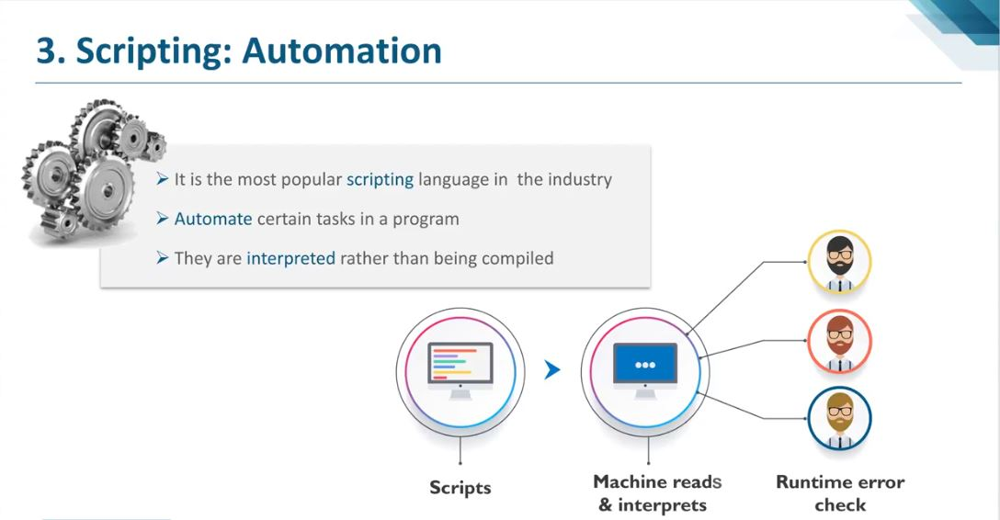 3. Scripting: Automation
It is the most popular scripting language in the industry
Automate certain tasks in a program
They are interpreted rather than being compiled
Scripts
Machine reads
& interprets
Runtime error
check